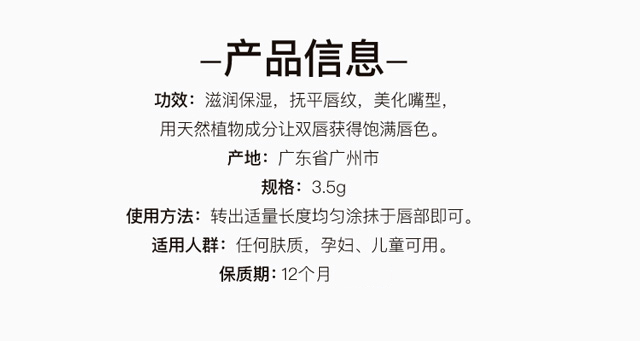 –产品信息–
功效：滋润保湿，抚平唇纹，美化嘴型，
用天然植物成分让双唇获得饱满唇色。
产地：广东省广州市
规格：3.5g
使用方法：转出适量长度均匀涂抹于唇部即可。
适用人群：任何肤质，孕妇、儿童可用。
保质期：12个月